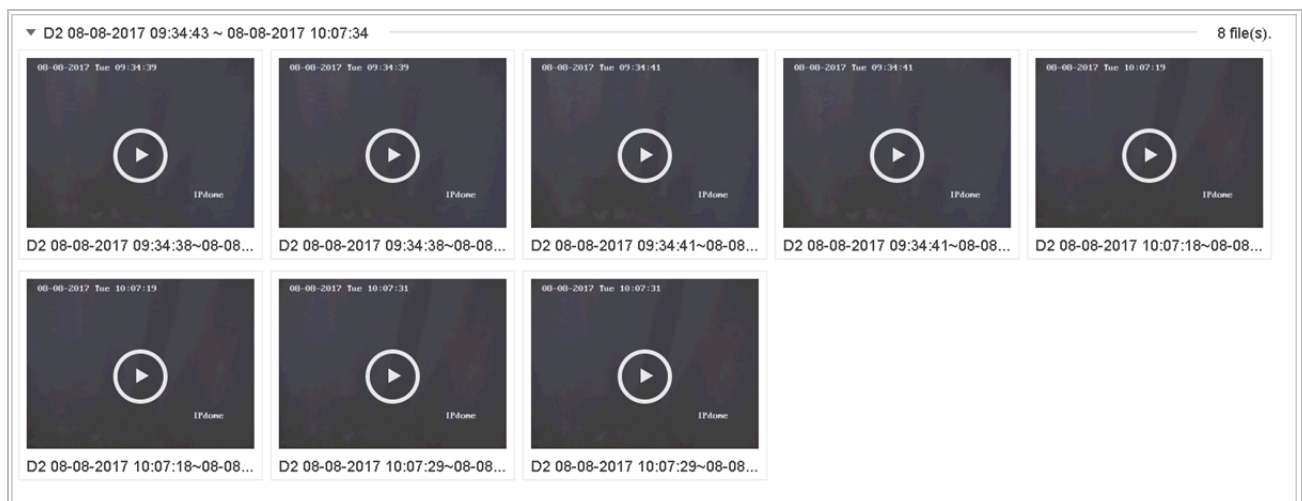 D2 08-08-2017 09:34:43 ~ 08-08-2017 10:07:34 8 file(s).
08-08-2017 Tue 09:34:39
IPdome
D2 08-08-2017 09:34:38~08-08...
08-08-2017 Tue 09:34:39
IPdome
D2 08-08-2017 09:34:38~08-08...
08-08-2017 Tue 09:34:41
IPdome
D2 08-08-2017 09:34:41~08-08...
08-08-2017 Tue 09:34:41
IPdome
D2 08-08-2017 09:34:41~08-08...
08-08-2017 Tue 10:07:19
IPdome
D2 08-08-2017 10:07:18~08-08...
08-08-2017 Tue 10:07:19
IPdome
D2 08-08-2017 10:07:18~08-08...
08-08-2017 Tue 10:07:31
IPdome
D2 08-08-2017 10:07:29~08-08...
08-08-2017 Tue 10:07:31
IPdome
D2 08-08-2017 10:07:29~08-08...